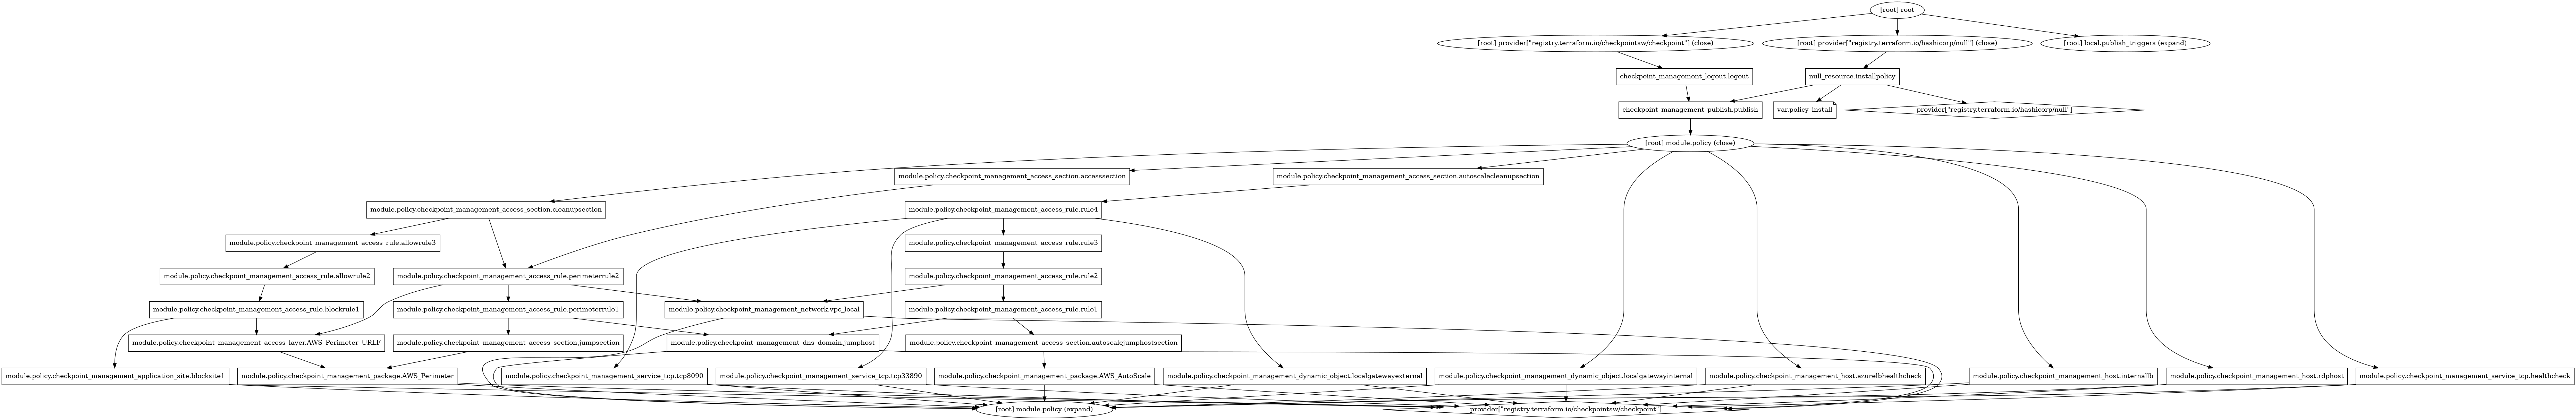 [root] root
[root] provider["registry.terraform.io/checkpointsw/checkpoint"] (close)
[root] provider["registry.terraform.io/hashicorp/null"] (close)
[root] local.publish_triggers (expand)
checkpoint_management_logout.logout
null_resource.installpolicy
checkpoint_management_publish.publish
var.policy_install
provider["registry.terraform.io/hashicorp/null"]
[root] module.policy (close)
module.policy.checkpoint_management_access_section.accesssection
module.policy.checkpoint_management_access_section.autoscalecleanupsection
module.policy.checkpoint_management_access_section.cleanupsection
module.policy.checkpoint_management_access_rule.rule4
module.policy.checkpoint_management_access_rule.allowrule3
module.policy.checkpoint_management_access_rule.rule3
module.policy.checkpoint_management_access_rule.allowrule2
module.policy.checkpoint_management_access_rule.perimeterrule2
module.policy.checkpoint_management_access_rule.rule2
module.policy.checkpoint_management_access_rule.blockrule1
module.policy.checkpoint_management_access_rule.perimeterrule1
module.policy.checkpoint_management_network.vpc_local
module.policy.checkpoint_management_access_rule.rule1
module.policy.checkpoint_management_access_layer.AWS_Perimeter_URLF
module.policy.checkpoint_management_access_section.jumpsection
module.policy.checkpoint_management_dns_domain.jumphost
module.policy.checkpoint_management_access_section.autoscalejumphostsection
module.policy.checkpoint_management_application_site.blocksite1
module.policy.checkpoint_management_package.AWS_Perimeter
module.policy.checkpoint_management_service_tcp.tcp8090
module.policy.checkpoint_management_service_tcp.tcp33890
module.policy.checkpoint_management_package.AWS_AutoScale
module.policy.checkpoint_management_dynamic_object.localgatewayexternal
module.policy.checkpoint_management_dynamic_object.localgatewayinternal
module.policy.checkpoint_management_host.azurelbhealthcheck
module.policy.checkpoint_management_host.internallb
module.policy.checkpoint_management_host.rdphost
module.policy.checkpoint_management_service_tcp.healthcheck
[root] module.policy (expand)
provider["registry.terraform.io/checkpointsw/checkpoint"]